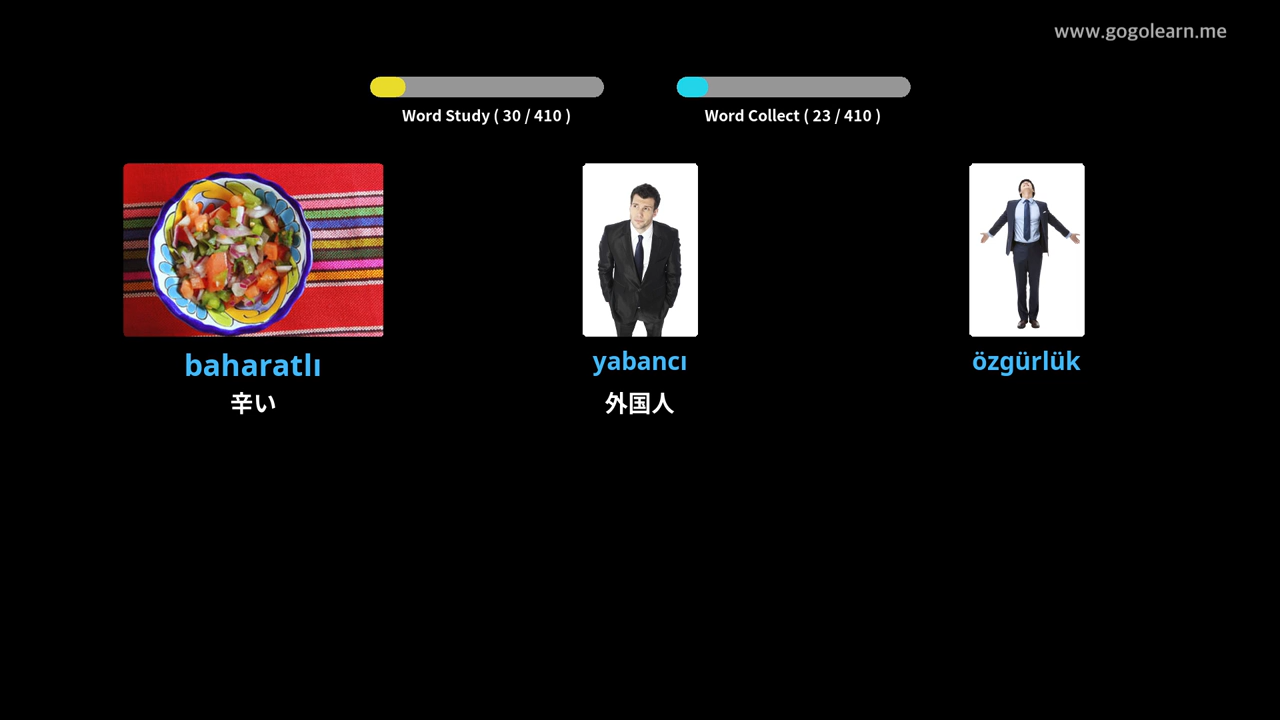 www.gogolearn.me
Word Study ( 30 / 410 )
Word Collect ( 23 / 410 )
baharatlı
辛い
yabancı
外国人
özgürlük